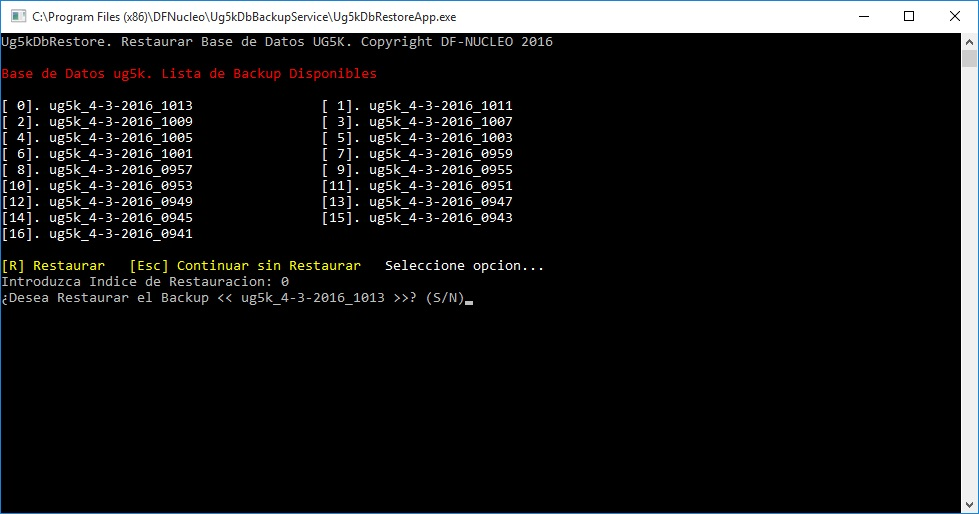 C:\Program Files (x86)\DFNucleo\Ug5kDbBackupService\Ug5kDbRestoreApp.exe
Ug5kDbRestore. Restaurar Base de Datos UG5K. Copyright DF-NUCLEO 2016
Base de Datos ug5k. Lista de Backup Disponibles
[ 0]. ug5k_4-3-2016_1013 [ 1]. ug5k_4-3-2016_1011
[ 2]. ug5k_4-3-2016_1009 [ 3]. ug5k_4-3-2016_1007
[ 4]. ug5k_4-3-2016_1005 [ 5]. ug5k_4-3-2016_1003
[ 6]. ug5k_4-3-2016_1001 [ 7]. ug5k_4-3-2016_0959
[ 8]. ug5k_4-3-2016_0957 [ 9]. ug5k_4-3-2016_0955
[10]. ug5k_4-3-2016_0953 [11]. ug5k_4-3-2016_0951
[12]. ug5k_4-3-2016_0949 [13]. ug5k_4-3-2016_0947
[14]. ug5k_4-3-2016_0945 [15]. ug5k_4-3-2016_0943
[16]. ug5k_4-3-2016_0941
[R] Restaurar [Esc] Continuar sin Restaurar Seleccione opcion...
Introduzca Indice de Restauracion: 0
¿Desea Restaurar el Backup << ug5k_4-3-2016_1013 >>? (S/N)